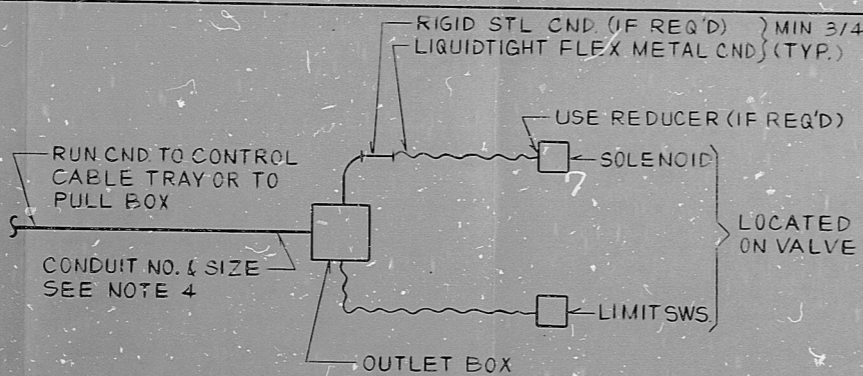 RIGID STL CND. (IF REQ'D) } MIN 3/4
LIQUIDTIGHT FLEX METAL CND } (TYP.)
USE REDUCER (IF REQ'D)
RUN CND. TO CONTROL
CABLE TRAY OR TO
PULL BOX
SOLENOID
LOCATED
ON VALVE
CONDUIT NO. & SIZE
SEE NOTE 4
LIMIT SWS.
OUTLET BOX